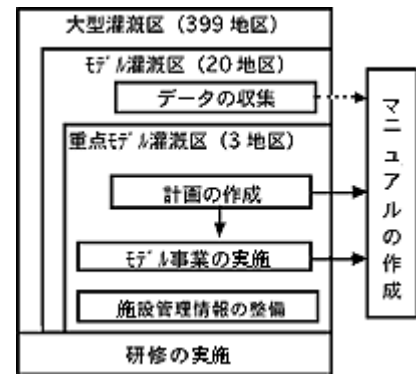 大型灌漑区（399 地区）
ﾓﾃﾞﾙ灌漑区（20 地区）
データの収集
重点ﾓﾃﾞﾙ灌漑区（3 地区）
計画の作成
ﾓﾃﾞﾙ事業の実施
施設管理情報の整備
研修の実施
マニュアルの作成